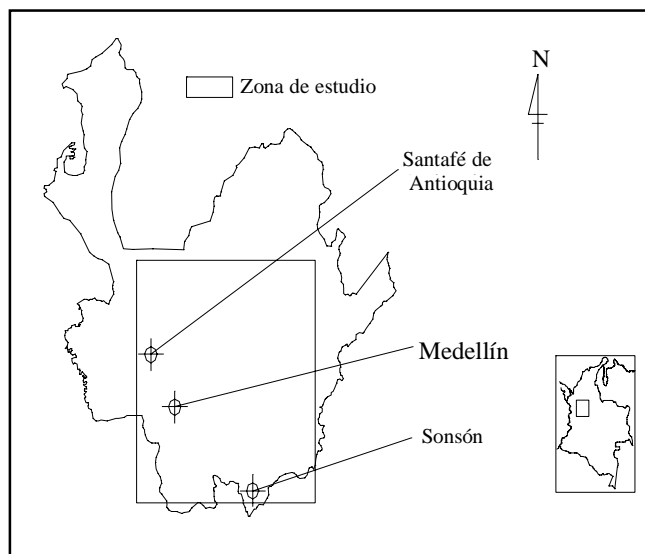 N
Zona de estudio
Santafé de
Antioquia
Medellín
Sonsón